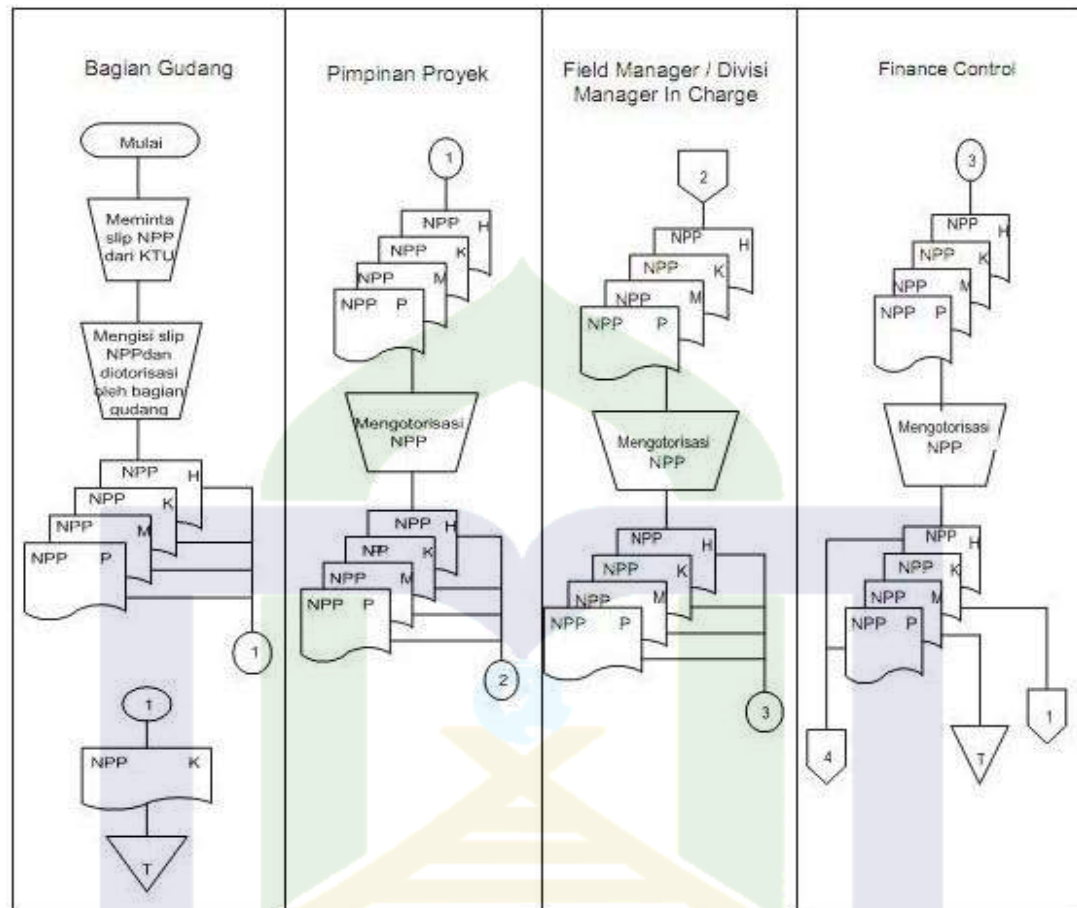 Bagian Gudang
Mulai
Meminta
slip NPP
dari KTU
Mengisi slip
NPPdan
diotorisasi
oleh bagian
gudang
NPP H
NPP K
NPP M
NPP P
1
1
NPP K
T
Pimpinan Proyek
1
NPP H
NPP K
NPP M
NPP P
Mengotorisasi
NPP
NPP H
NPP K
NPP M
NPP P
2
Field Manager / Divisi
Manager In Charge
2
NPP H
NPP K
NPP M
NPP P
Mengotorisasi
NPP
NPP H
NPP K
NPP M
NPP P
3
Finance Control
3
NPP H
NPP K
NPP M
NPP P
Mengotorisasi
NPP
NPP H
NPP K
NPP M
NPP P
4
T
1